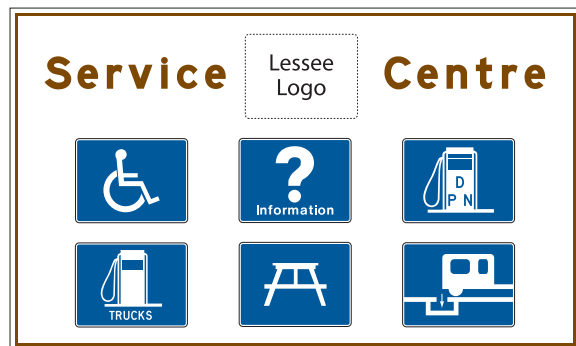 Service Lessee Logo Centre
?
Information
D
P N
TRUCKS